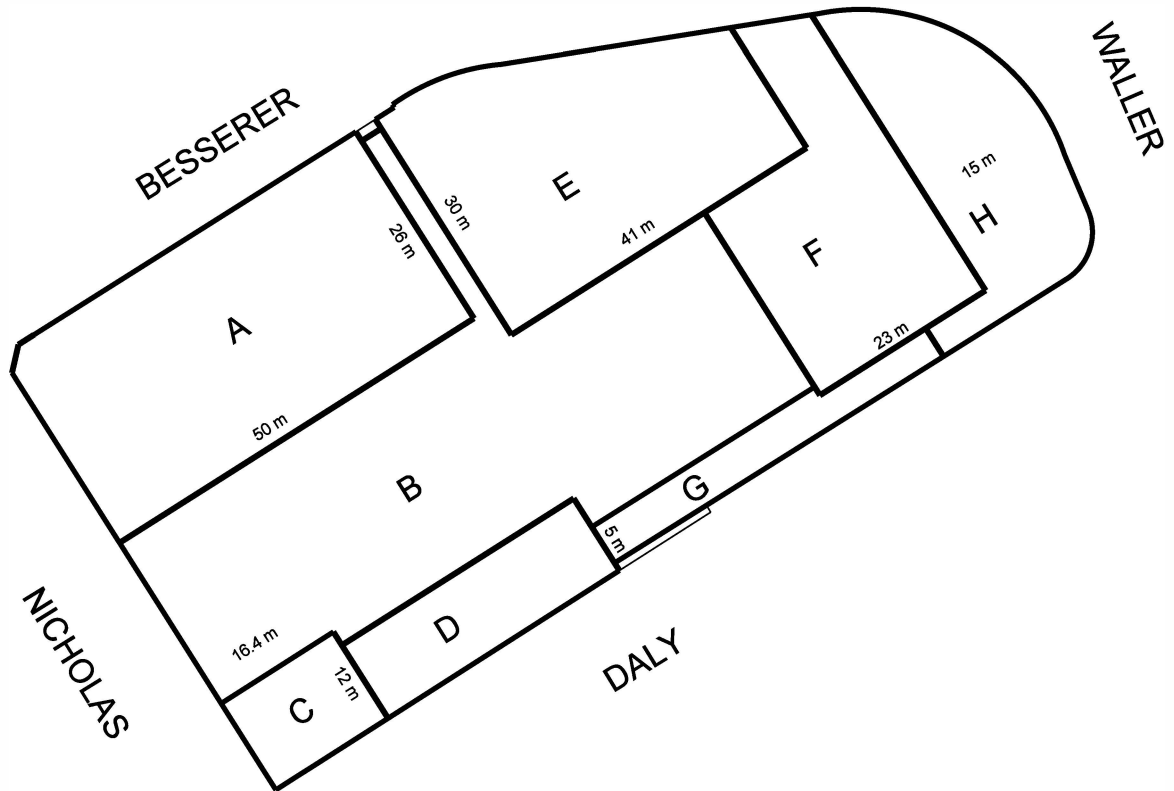 BESSERER
WALLER
15 m
H
E
30 m
26 m
41 m
F
A
23 m
50 m
B
G
5 m
D
16.4 m
12 m
C
NICHOLAS
DALY